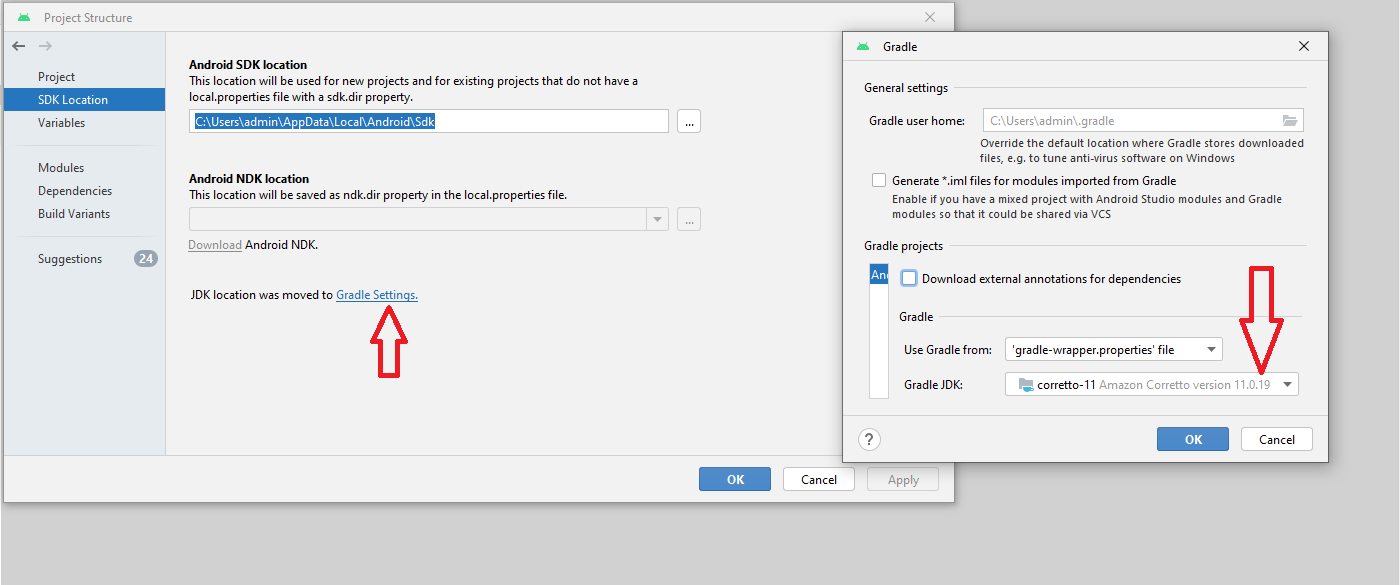 Project Structure
Project
SDK Location
Variables
Modules
Dependencies
Build Variants
Suggestions 24
Android SDK location
This location will be used for new projects and for existing projects that do not have a
local.properties file with a sdk.dir property.
C:\Users\admin\AppData\Local\Android\Sdk
...
Android NDK location
This location will be saved as ndk.dir property in the local.properties file.
...
Download Android NDK.
JDK location was moved to Gradle Settings.
OK Cancel Apply
Gradle
General settings
Gradle user home: C:\Users\admin\.gradle
Override the default location where Gradle stores downloaded
files, e.g. to tune anti-virus software on Windows
Generate *.iml files for modules imported from Gradle
Enable if you have a mixed project with Android Studio modules and Gradle
modules so that it could be shared via VCS
Gradle projects
Download external annotations for dependencies
Gradle
Use Gradle from: 'gradle-wrapper.properties' file
Gradle JDK: corretto-11 Amazon Corretto version 11.0.19
? OK Cancel